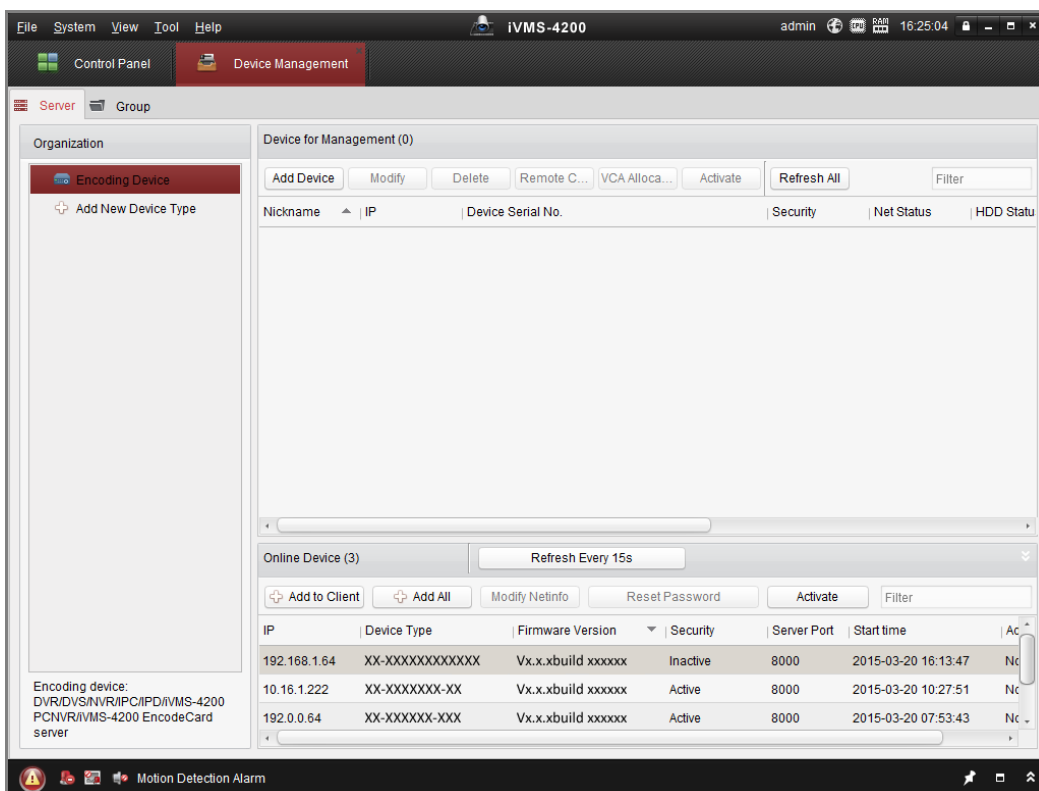 File System View Tool Help iVMS-4200 admin CPU RAM 16:25:04
Control Panel Device Management
Server Group
Organization
Encoding Device
Add New Device Type
Encoding device:
DVR/DVS/NVR/IPC/IPD/iVMS-4200
PCNVR/iVMS-4200 EncodeCard
server
Device for Management (0)
Add Device Modify Delete Remote C... VCA Alloca... Activate Refresh All Filter
Nickname IP Device Serial No. Security Net Status HDD Statu
Online Device (3) Refresh Every 15s
Add to Client Add All Modify Netinfo Reset Password Activate Filter
IP Device Type Firmware Version Security Server Port Start time Ac
192.168.1.64 XX-XXXXXXXXXXXX Vx.x.xbuild xxxxxx Inactive 8000 2015-03-20 16:13:47 No
10.16.1.222 XX-XXXXXXX-XX Vx.x.xbuild xxxxxx Active 8000 2015-03-20 10:27:51 No
192.0.0.64 XX-XXXXXX-XXX Vx.x.xbuild xxxxxx Active 8000 2015-03-20 07:53:43 No
Motion Detection Alarm